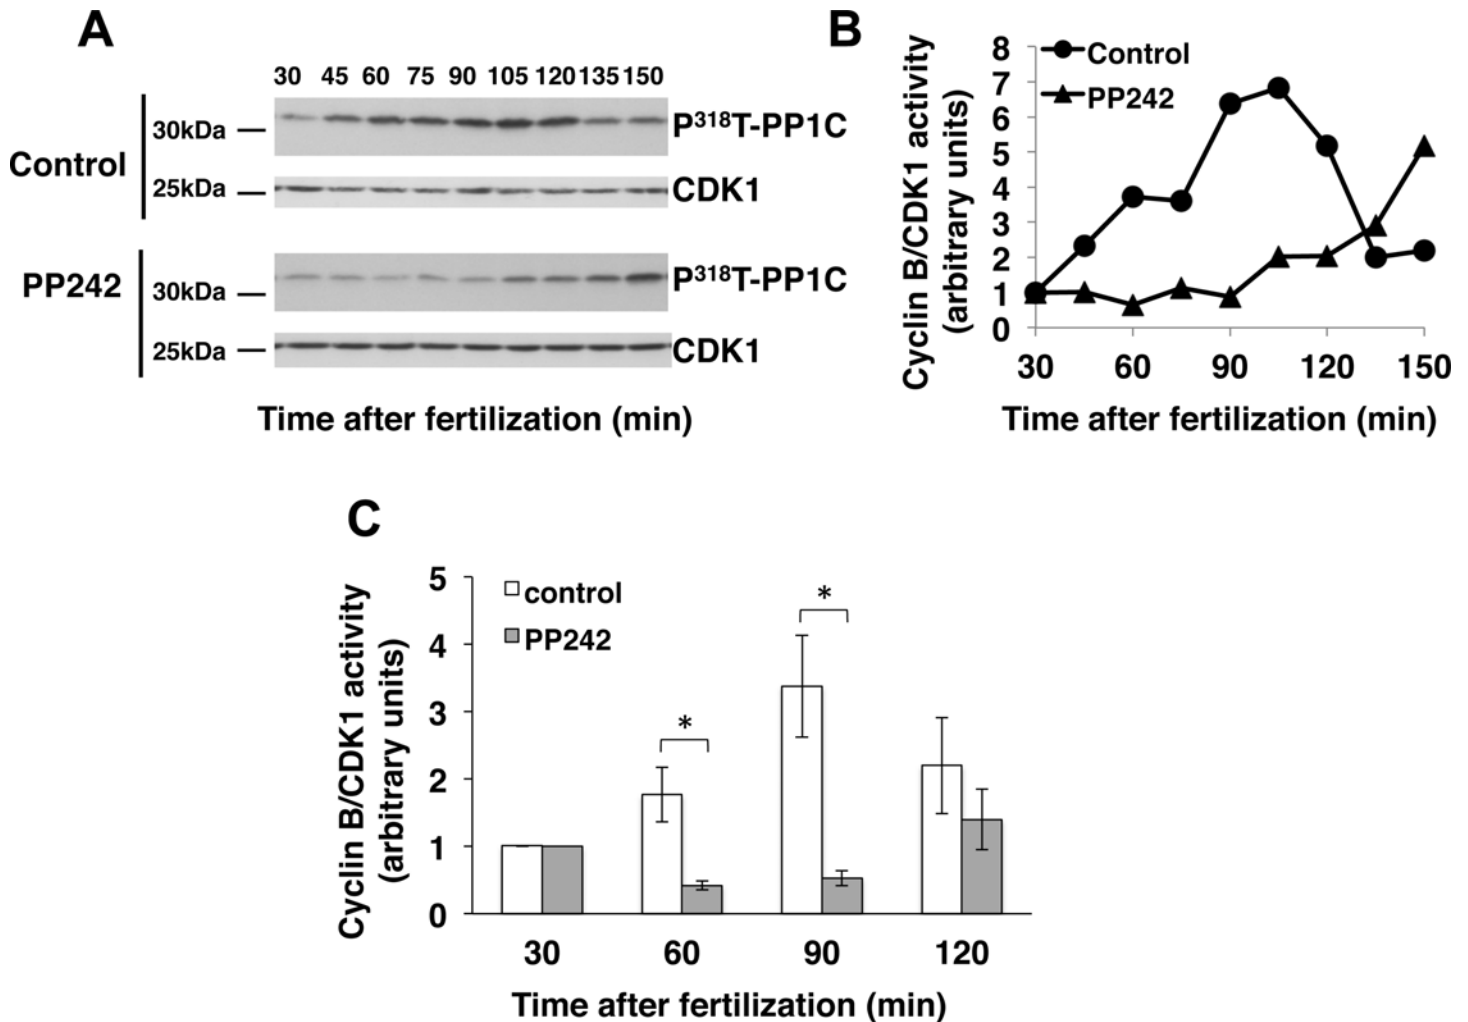 A
30 45 60 75 90 105 120 135 150
Control
30kDa
P³¹⁸T-PP1C
25kDa
CDK1
PP242
30kDa
P³¹⁸T-PP1C
25kDa
CDK1
Time after fertilization (min)
B
Cyclin B/CDK1 activity
(arbitrary units)
8
7
6
5
4
3
2
1
0
Control
PP242
30 60 90 120 150
Time after fertilization (min)
C
Cyclin B/CDK1 activity
(arbitrary units)
5
4
3
2
1
0
control
PP242
*
*
30 60 90 120
Time after fertilization (min)